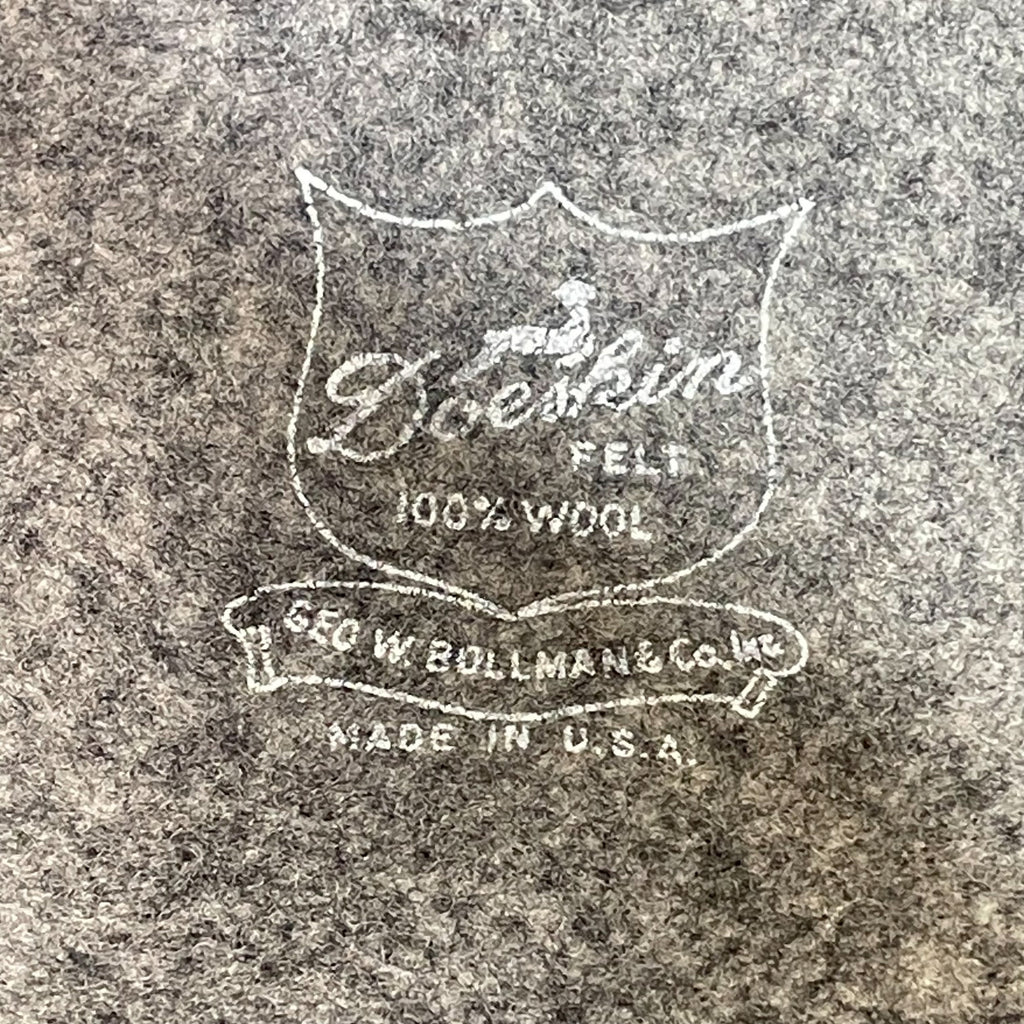 Doeskin
FELT
100% WOOL
GEO W. BOLLMAN & Co., Inc.
MADE IN U.S.A.